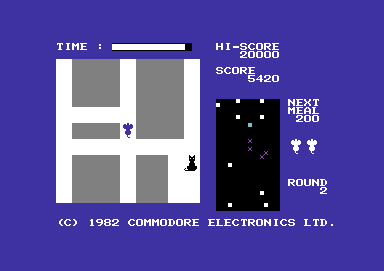 TIME :
HI-SCORE
20000
SCORE
5420
NEXT
MEAL
200
ROUND
2
(C) 1982 COMMODORE ELECTRONICS LTD.